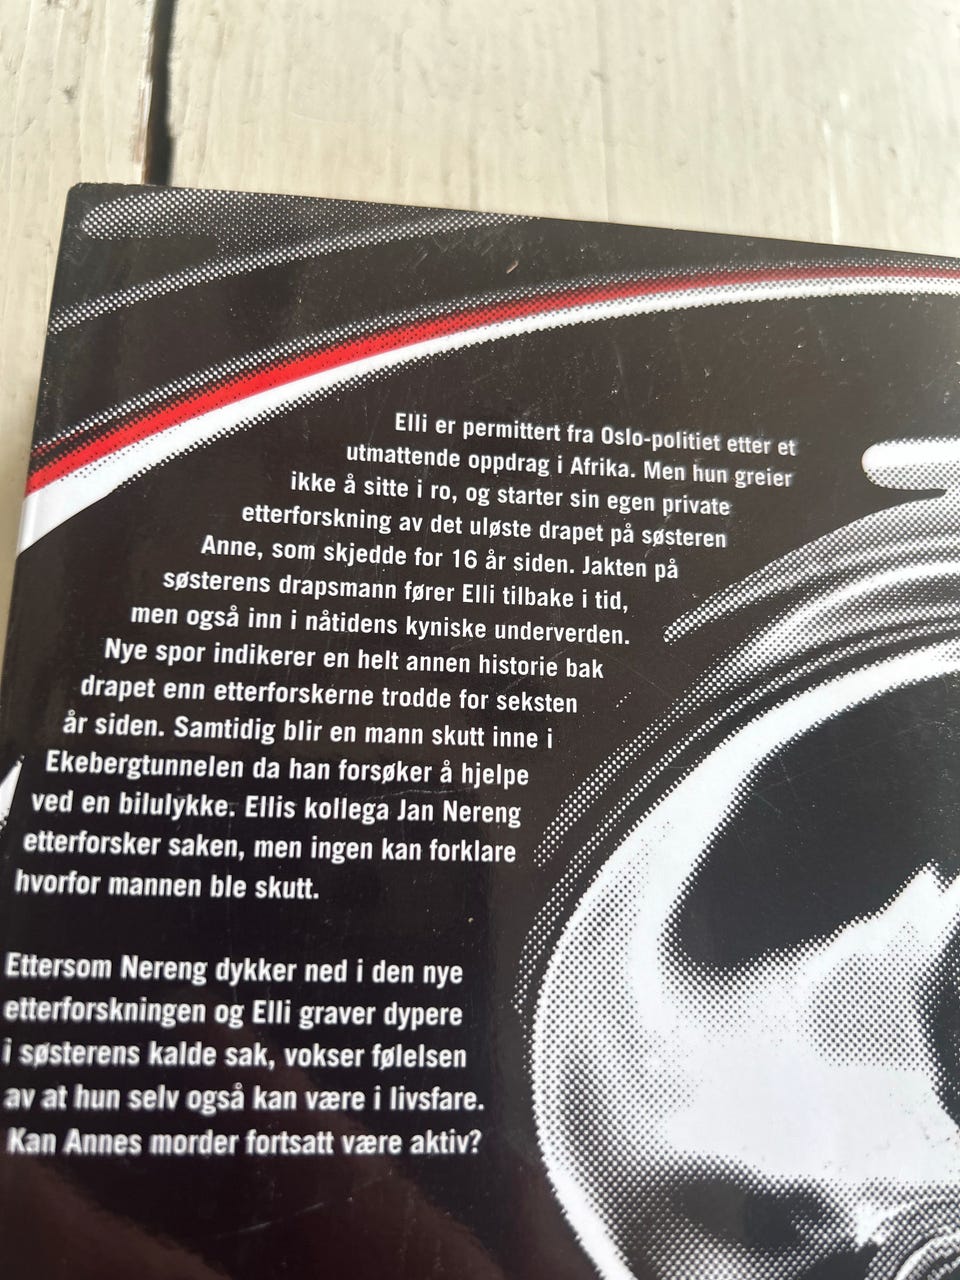 Elli er permittert fra Oslo-politiet etter et
utmattende oppdrag i Afrika. Men hun greier
ikke å sitte i ro, og starter sin egen private
etterforskning av det uløste drapet på søsteren
Anne, som skjedde for 16 år siden. Jakten på
søsterens drapsmann fører Elli tilbake i tid,
men også inn i nåtidens kyniske underverden.
Nye spor indikerer en helt annen historie bak
drapet enn etterforskerne trodde for seksten
år siden. Samtidig blir en mann skutt inne i
Ekebergtunnelen da han forsøker å hjelpe
ved en bilulykke. Ellis kollega Jan Nereng
etterforsker saken, men ingen kan forklare
hvorfor mannen ble skutt.
Ettersom Nereng dykker ned i den nye
etterforskningen og Elli graver dypere
i søsterens kalde sak, vokser følelsen
av at hun selv også kan være i livsfare.
Kan Annes morder fortsatt være aktiv?